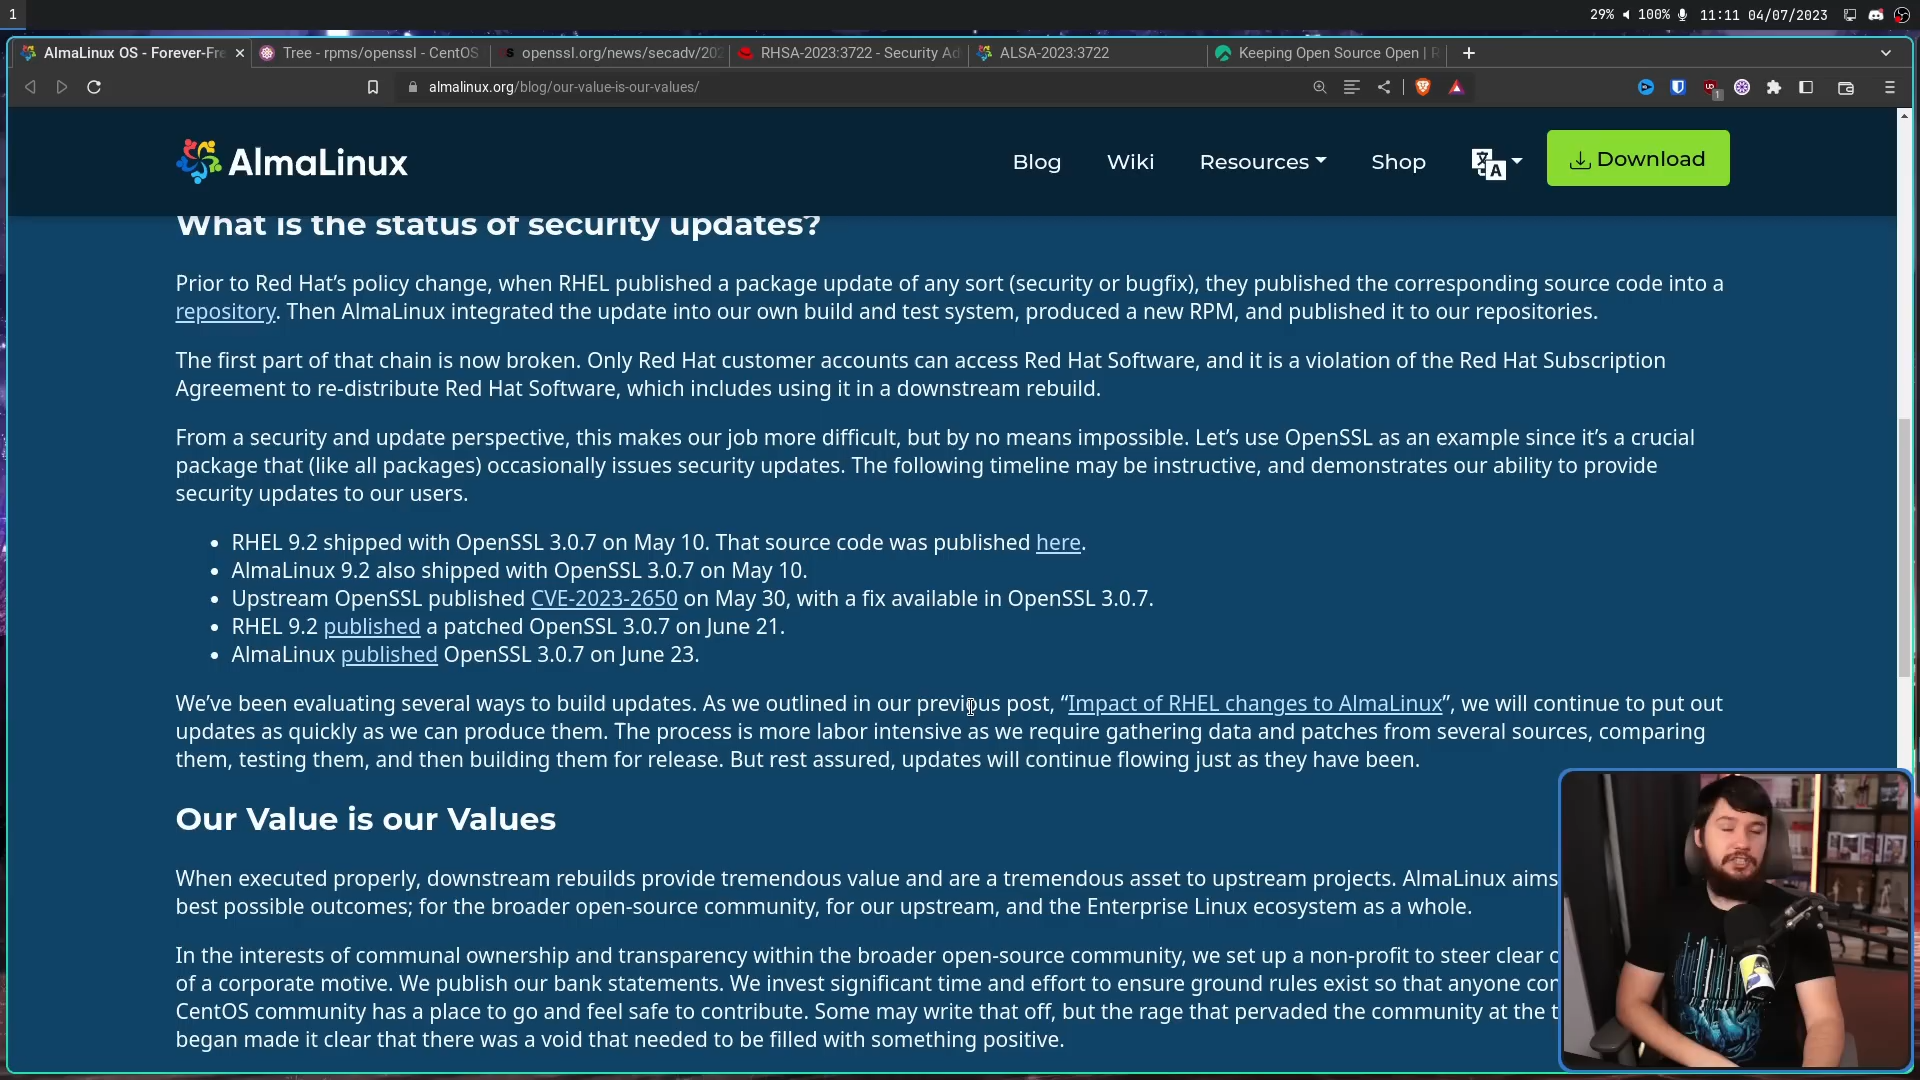 1
29% 100% 11:11 04/07/2023
AlmaLinux OS - Forever-Fre
Tree - rpms/openssl - CentOS
openssl.org/news/secadv/202
RHSA-2023:3722 - Security Ad
ALSA-2023:3722
Keeping Open Source Open | R
almalinux.org/blog/our-value-is-our-values/
1
AlmaLinux
Blog
Wiki
Resources
Shop
Download
What is the status of security updates?
Prior to Red Hat’s policy change, when RHEL published a package update of any sort (security or bugfix), they published the corresponding source code into a
repository. Then AlmaLinux integrated the update into our own build and test system, produced a new RPM, and published it to our repositories.
The first part of that chain is now broken. Only Red Hat customer accounts can access Red Hat Software, and it is a violation of the Red Hat Subscription
Agreement to re-distribute Red Hat Software, which includes using it in a downstream rebuild.
From a security and update perspective, this makes our job more difficult, but by no means impossible. Let’s use OpenSSL as an example since it’s a crucial
package that (like all packages) occasionally issues security updates. The following timeline may be instructive, and demonstrates our ability to provide
security updates to our users.
• RHEL 9.2 shipped with OpenSSL 3.0.7 on May 10. That source code was published here.
• AlmaLinux 9.2 also shipped with OpenSSL 3.0.7 on May 10.
• Upstream OpenSSL published CVE-2023-2650 on May 30, with a fix available in OpenSSL 3.0.7.
• RHEL 9.2 published a patched OpenSSL 3.0.7 on June 21.
• AlmaLinux published OpenSSL 3.0.7 on June 23.
We’ve been evaluating several ways to build updates. As we outlined in our previous post, “Impact of RHEL changes to AlmaLinux”, we will continue to put out
updates as quickly as we can produce them. The process is more labor intensive as we require gathering data and patches from several sources, comparing
them, testing them, and then building them for release. But rest assured, updates will continue flowing just as they have been.
Our Value is our Values
When executed properly, downstream rebuilds provide tremendous value and are a tremendous asset to upstream projects. AlmaLinux aims
best possible outcomes; for the broader open-source community, for our upstream, and the Enterprise Linux ecosystem as a whole.
In the interests of communal ownership and transparency within the broader open-source community, we set up a non-profit to steer clear
of a corporate motive. We publish our bank statements. We invest significant time and effort to ensure ground rules exist so that anyone
CentOS community has a place to go and feel safe to contribute. Some may write that off, but the rage that pervaded the community at the
began made it clear that there was a void that needed to be filled with something positive.